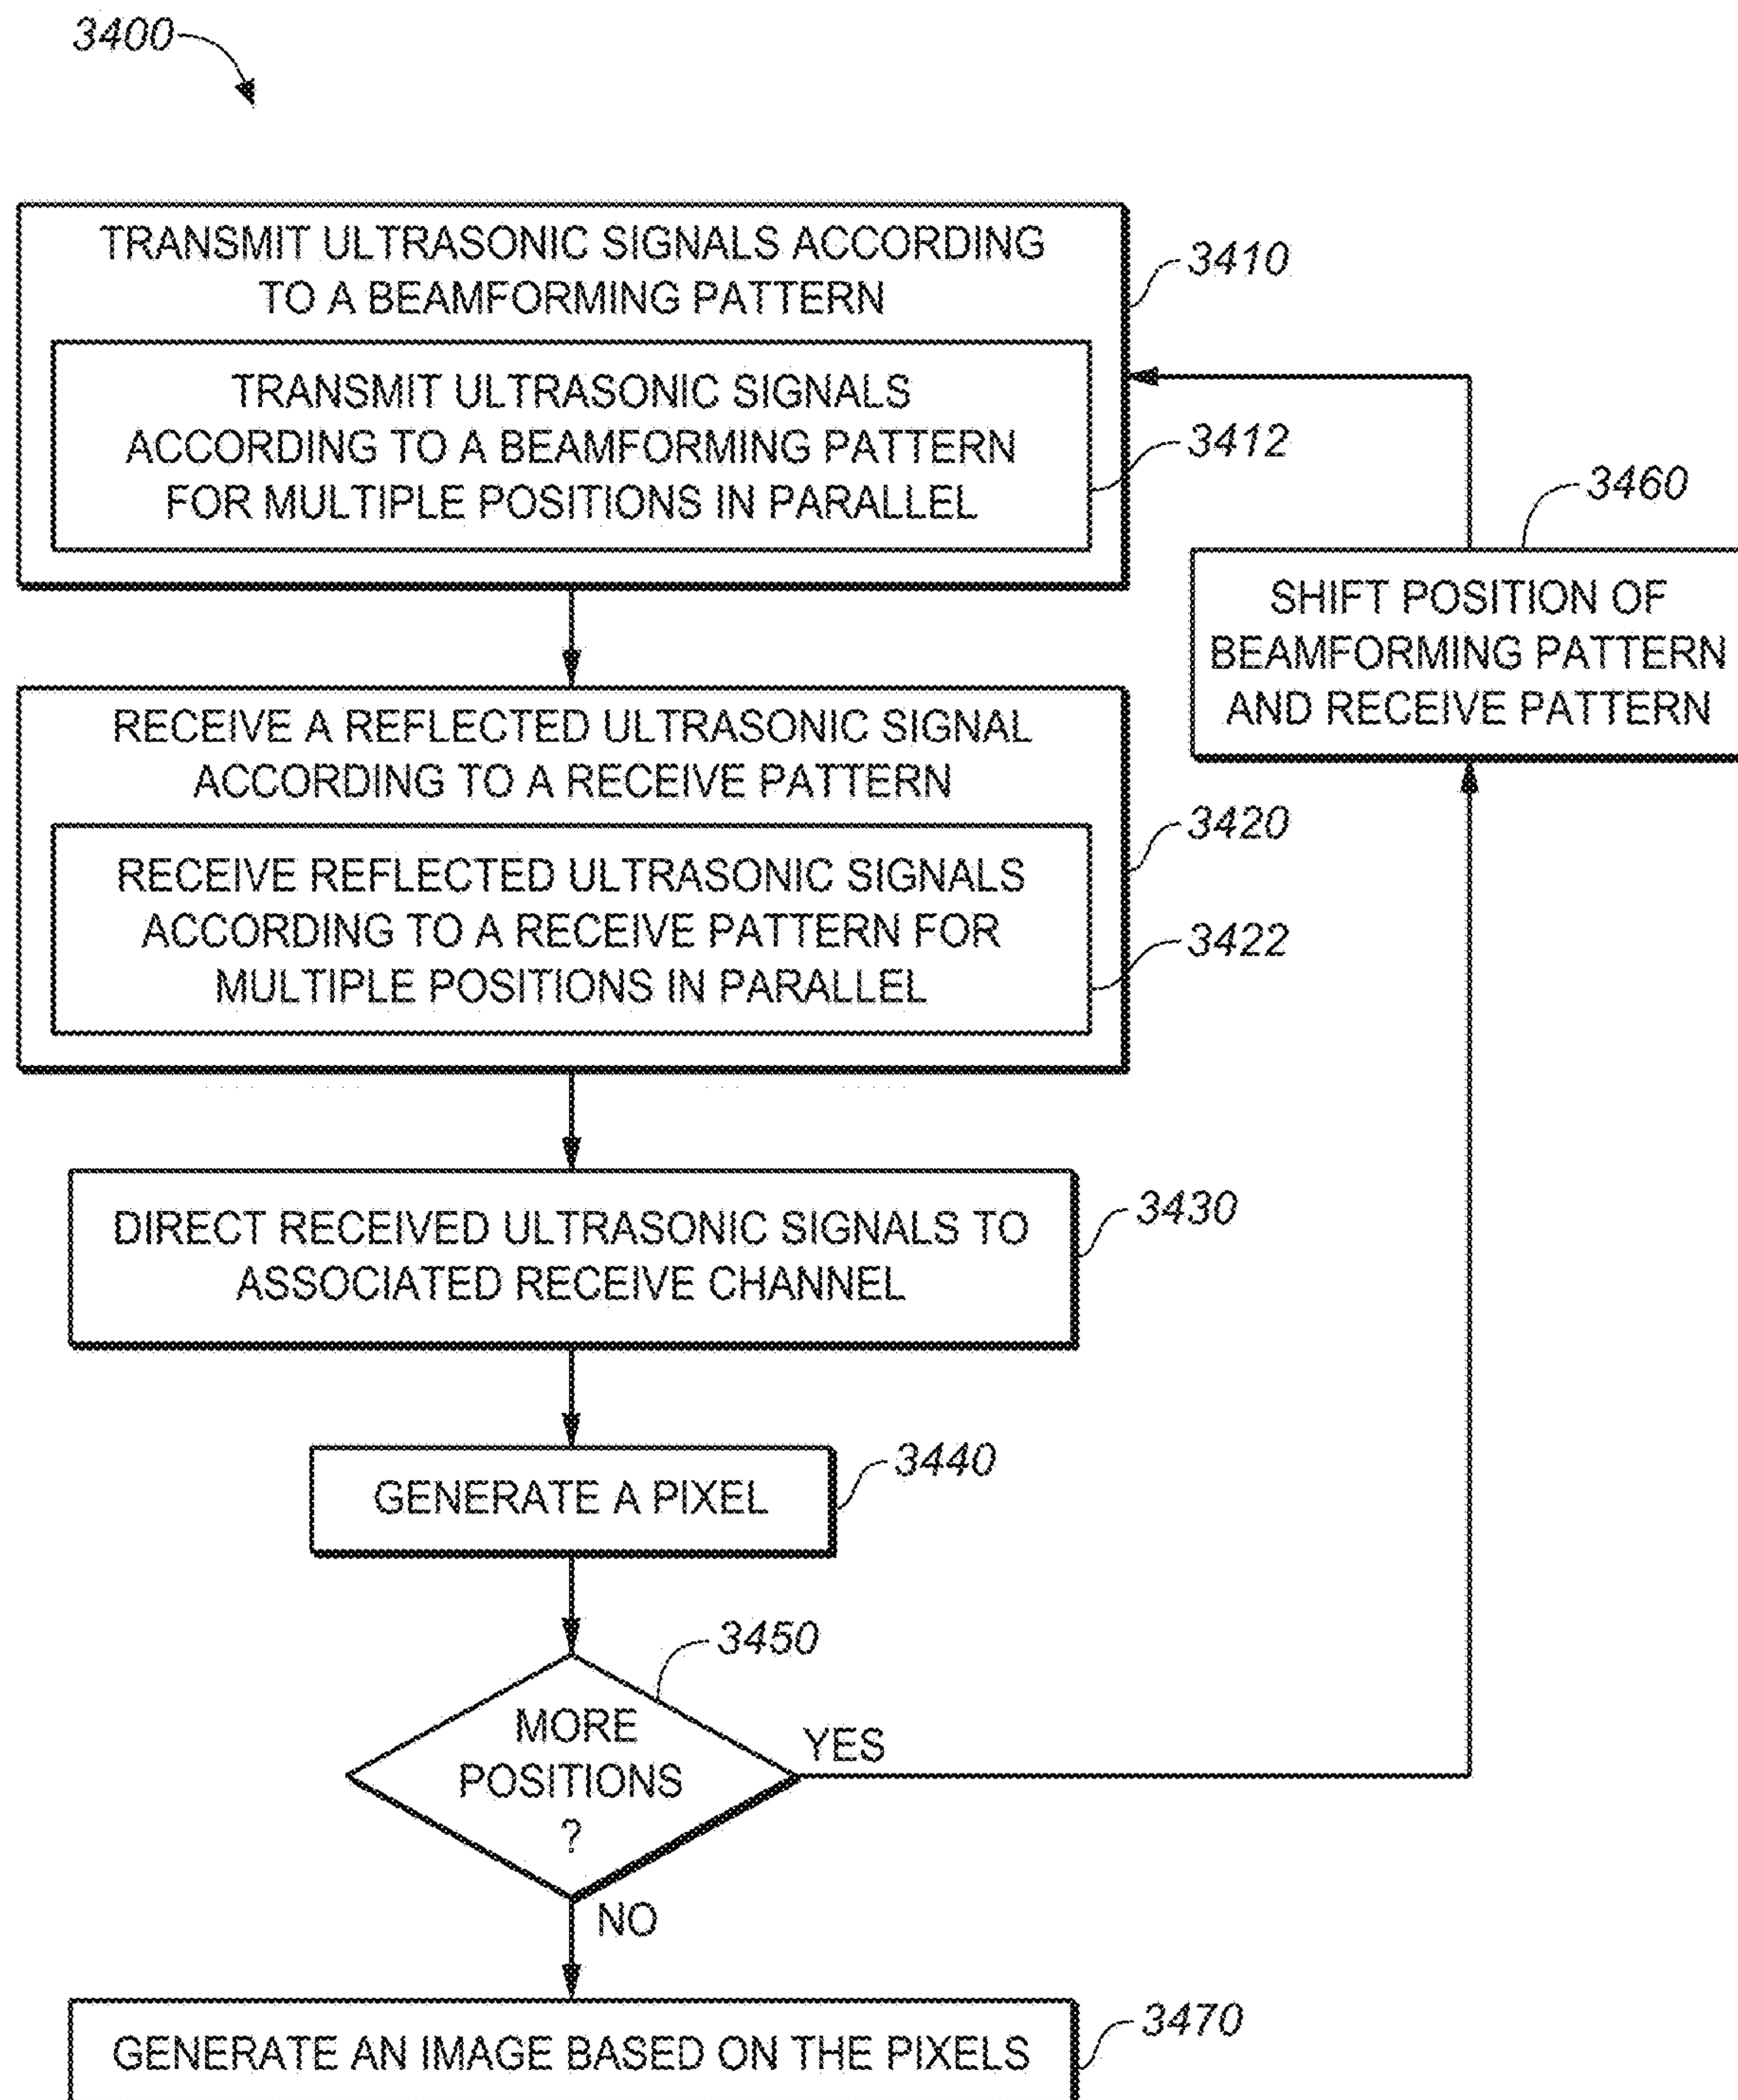 3400
TRANSMIT ULTRASONIC SIGNALS ACCORDING
TO A BEAMFORMING PATTERN
3410
TRANSMIT ULTRASONIC SIGNALS
ACCORDING TO A BEAMFORMING PATTERN
FOR MULTIPLE POSITIONS IN PARALLEL
3412
3460
SHIFT POSITION OF
BEAMFORMING PATTERN
AND RECEIVE PATTERN
RECEIVE A REFLECTED ULTRASONIC SIGNAL
ACCORDING TO A RECEIVE PATTERN
3420
RECEIVE REFLECTED ULTRASONIC SIGNALS
ACCORDING TO A RECEIVE PATTERN FOR
MULTIPLE POSITIONS IN PARALLEL
3422
DIRECT RECEIVED ULTRASONIC SIGNALS TO
ASSOCIATED RECEIVE CHANNEL
3430
GENERATE A PIXEL
3440
3450
MORE
POSITIONS
?
YES
NO
GENERATE AN IMAGE BASED ON THE PIXELS
3470